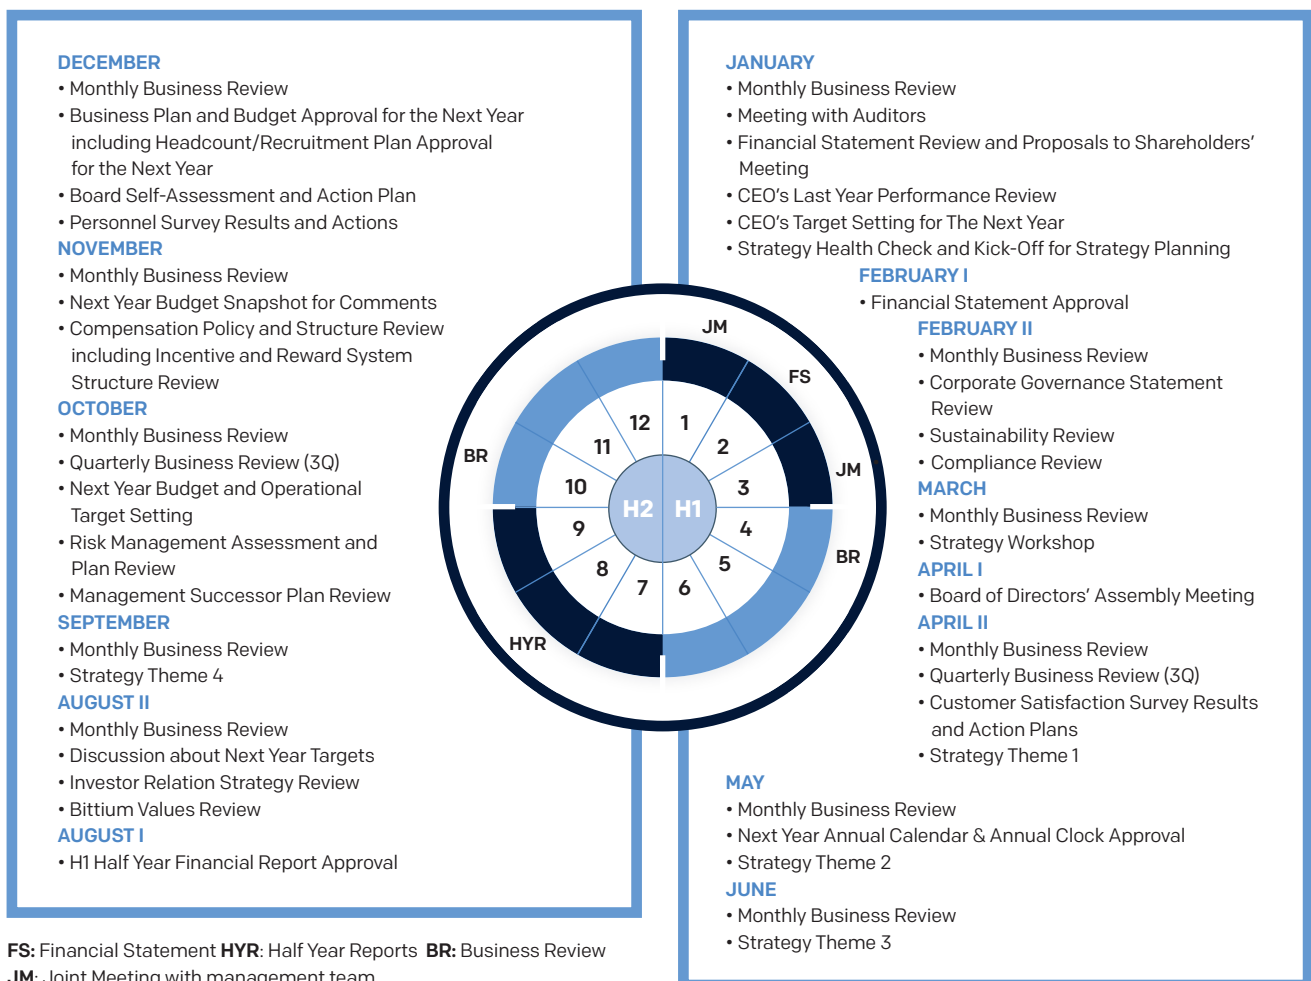 DECEMBER
• Monthly Business Review
• Business Plan and Budget Approval for the Next Year
including Headcount/Recruitment Plan Approval
for the Next Year
• Board Self-Assessment and Action Plan
• Personnel Survey Results and Actions
NOVEMBER
• Monthly Business Review
• Next Year Budget Snapshot for Comments
• Compensation Policy and Structure Review
including Incentive and Reward System
Structure Review
OCTOBER
• Monthly Business Review
• Quarterly Business Review (3Q)
• Next Year Budget and Operational
Target Setting
• Risk Management Assessment and
Plan Review
• Management Successor Plan Review
SEPTEMBER
• Monthly Business Review
• Strategy Theme 4
AUGUST II
• Monthly Business Review
• Discussion about Next Year Targets
• Investor Relation Strategy Review
• Bittium Values Review
AUGUST I
• H1 Half Year Financial Report Approval
JM
FS
JM
BR
HYR
BR
1
2
3
4
5
6
7
8
9
10
11
12
H2 H1
JANUARY
• Monthly Business Review
• Meeting with Auditors
• Financial Statement Review and Proposals to Shareholders’
Meeting
• CEO’s Last Year Performance Review
• CEO’s Target Setting for The Next Year
• Strategy Health Check and Kick-Off for Strategy Planning
FEBRUARY I
• Financial Statement Approval
FEBRUARY II
• Monthly Business Review
• Corporate Governance Statement
Review
• Sustainability Review
• Compliance Review
MARCH
• Monthly Business Review
• Strategy Workshop
APRIL I
• Board of Directors’ Assembly Meeting
APRIL II
• Monthly Business Review
• Quarterly Business Review (3Q)
• Customer Satisfaction Survey Results
and Action Plans
• Strategy Theme 1
MAY
• Monthly Business Review
• Next Year Annual Calendar & Annual Clock Approval
• Strategy Theme 2
JUNE
• Monthly Business Review
• Strategy Theme 3
FS: Financial Statement HYR: Half Year Reports BR: Business Review
JM: Joint Meeting with management team